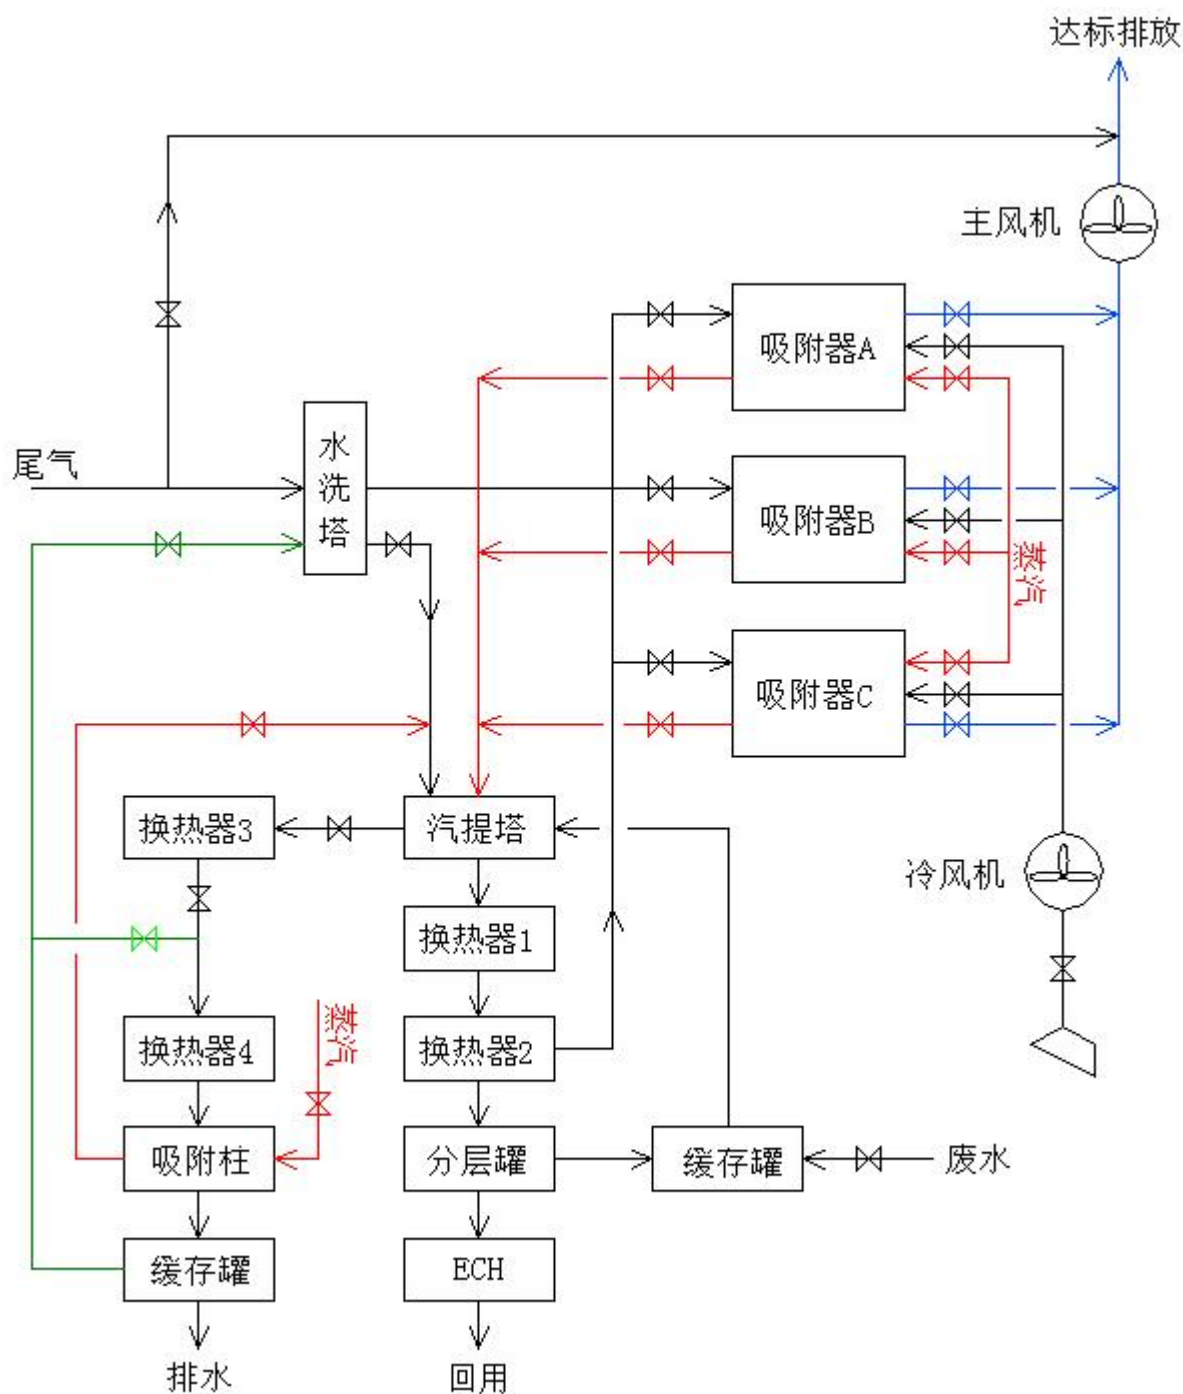 达标排放
主风机
吸附器A
尾气
水洗塔
吸附器B
蒸汽
吸附器C
换热器3
汽提塔
冷风机
换热器1
换热器4
蒸汽
换热器2
吸附柱
分层罐
缓存罐
废水
缓存罐
ECH
排水
回用